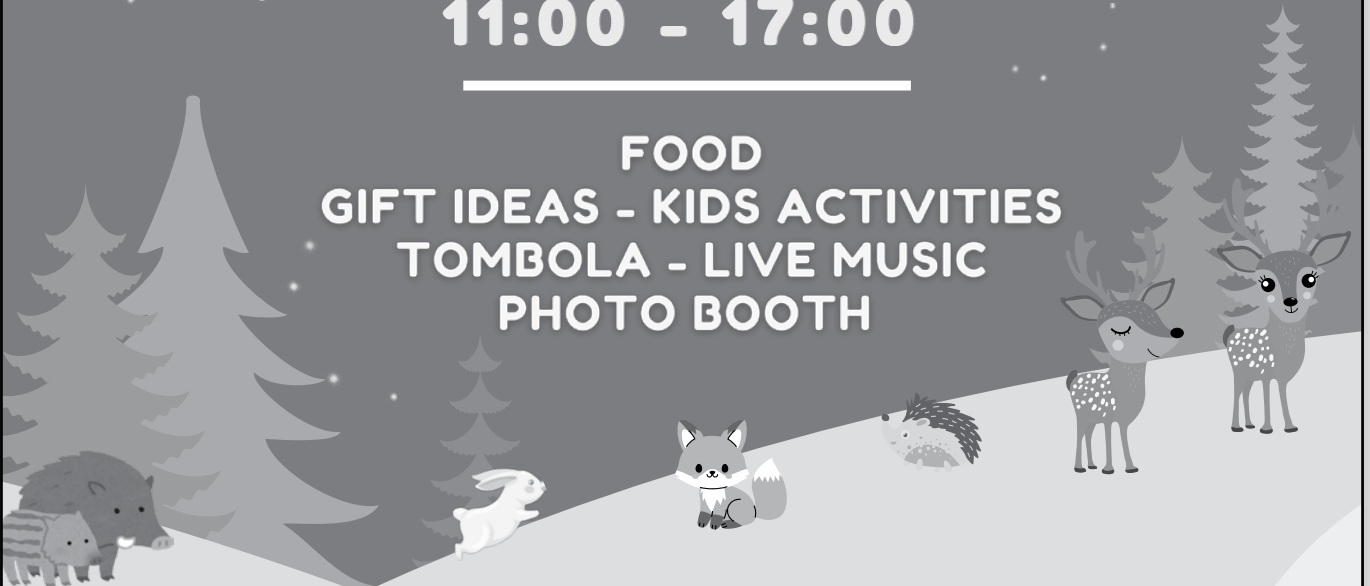 11:00 - 17:00
FOOD
GIFT IDEAS - KIDS ACTIVITIES
TOMBOLA - LIVE MUSIC
PHOTO BOOTH